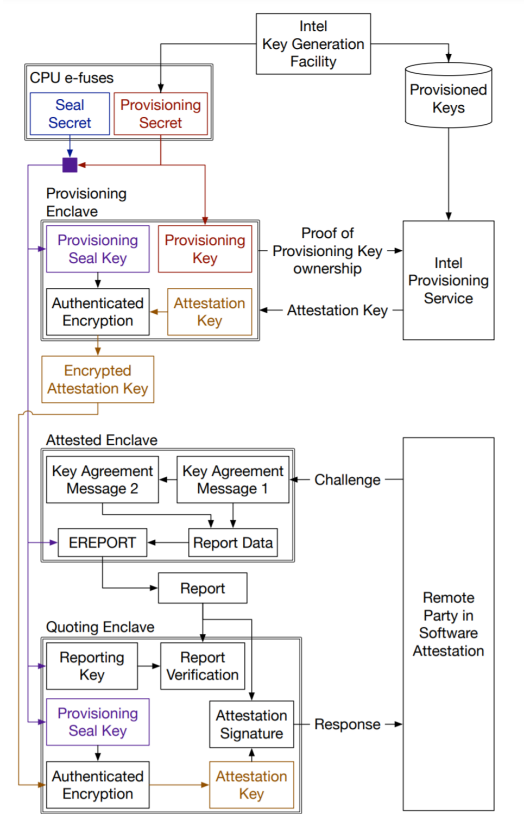 Intel
Key Generation
Facility
CPU e-fuses
Seal
Secret
Provisioning
Secret
Provisioned
Keys
Provisioning
Enclave
Provisioning
Seal Key
Provisioning
Key
Proof of
Provisioning Key
ownership
Intel
Provisioning
Service
Authenticated
Encryption
Attestation
Key
Attestation Key
Encrypted
Attestation Key
Attested Enclave
Key Agreement
Message 2
Key Agreement
Message 1
Challenge
EREPORT
Report Data
Report
Remote
Party in
Software
Attestation
Quoting Enclave
Reporting
Key
Report
Verification
Provisioning
Seal Key
Attestation
Signature
Response
Authenticated
Encryption
Attestation
Key